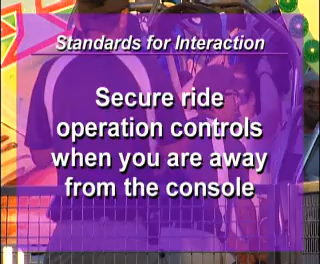 Standards for Interaction
Secure ride
operation controls
when you are away
from the console